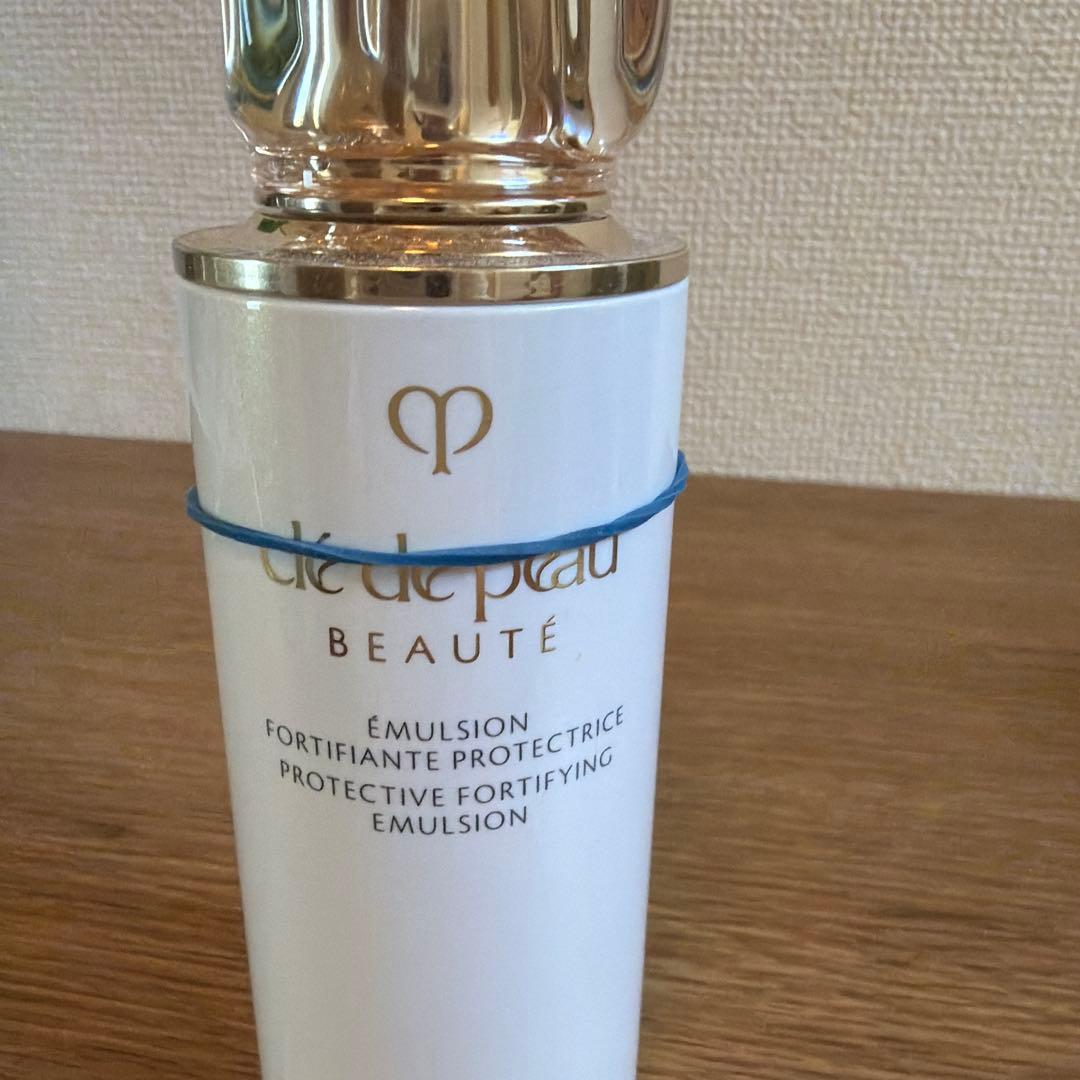 clé de peau
BEAUTÉ
ÉMULSION
FORTIFIANTE PROTECTRICE
PROTECTIVE FORTIFYING
EMULSION